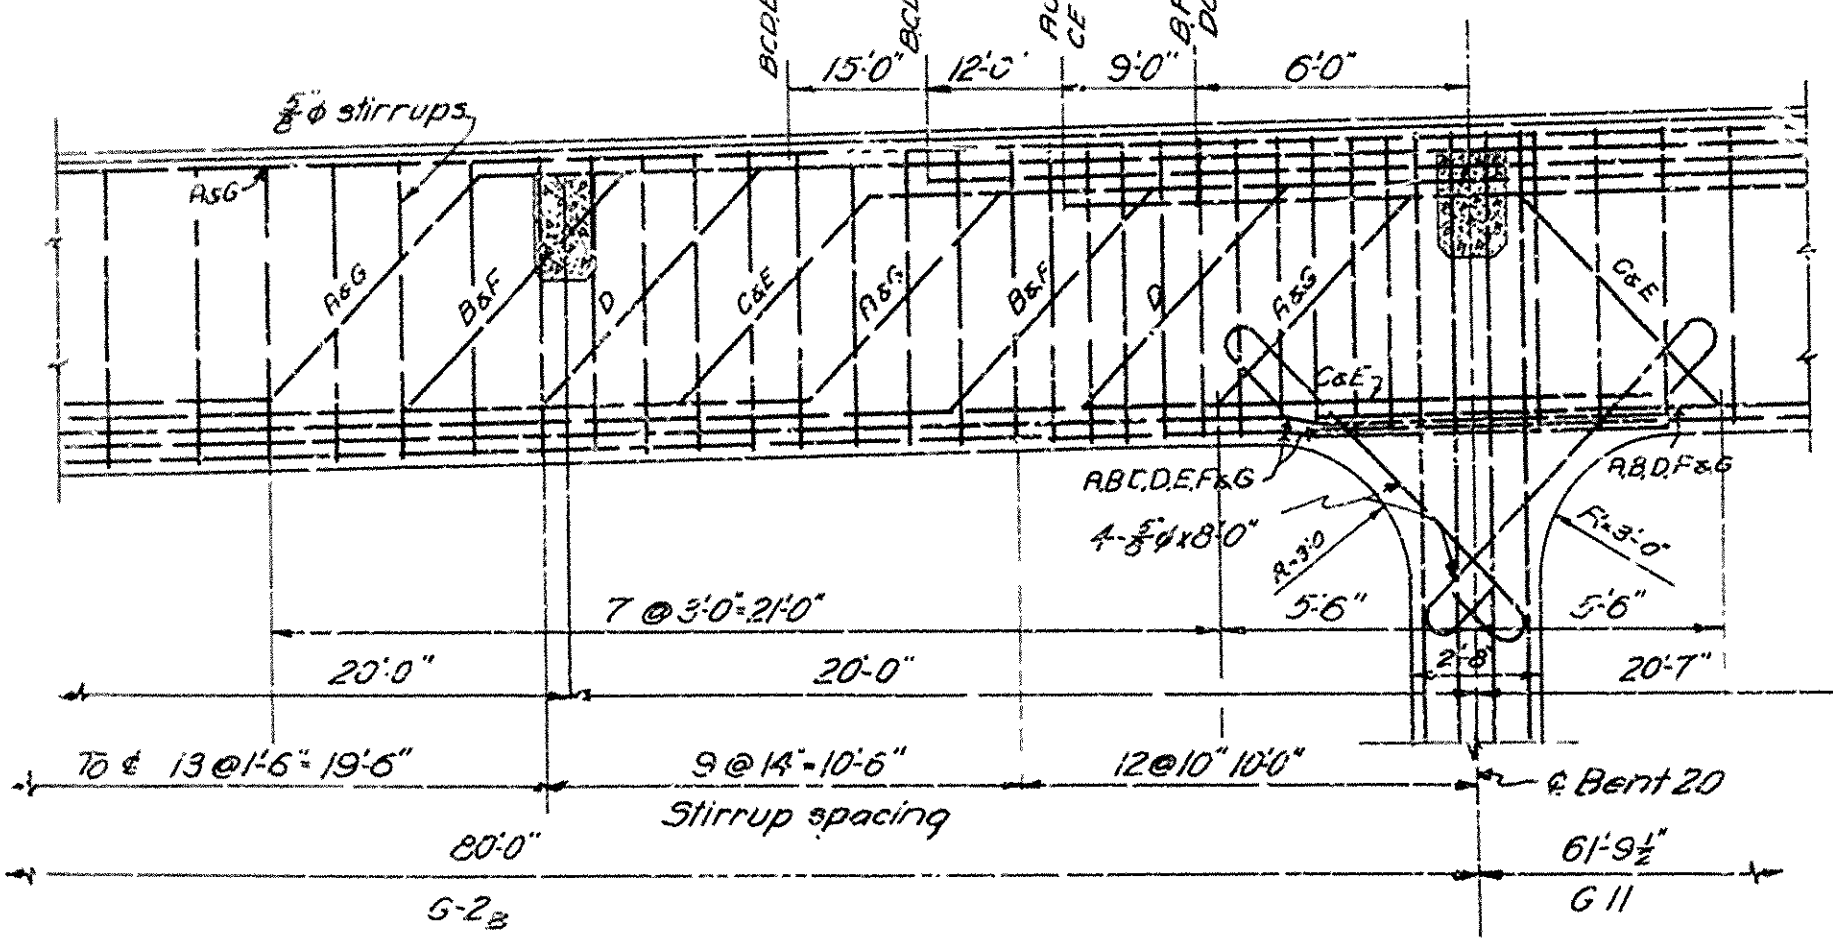 15'-0" 12'-0" 9'-0" 6'-0"
CE
5/8" ϕ stirrups
A&G
A&G
B&F
D
C&E
A&G
B&F
D
A&G
C&E
C&E
A,B,C,D,E,F&G
A,B,D,F&G
4-5/8"ϕx8'-0"
R=3'-0
R=3'-0"
7 @ 3'-0"=21'-0"
5'-6"
5'-6"
2'-8"
20'-0"
20'-0"
20'-7"
To ℄ 13 @ 1'-6" = 19'-6"
9 @ 14"=10'-6"
12@10" 10'-0"
℄ Bent 20
Stirrup spacing
80'-0"
61'-9 1/2"
G-2B
G 11